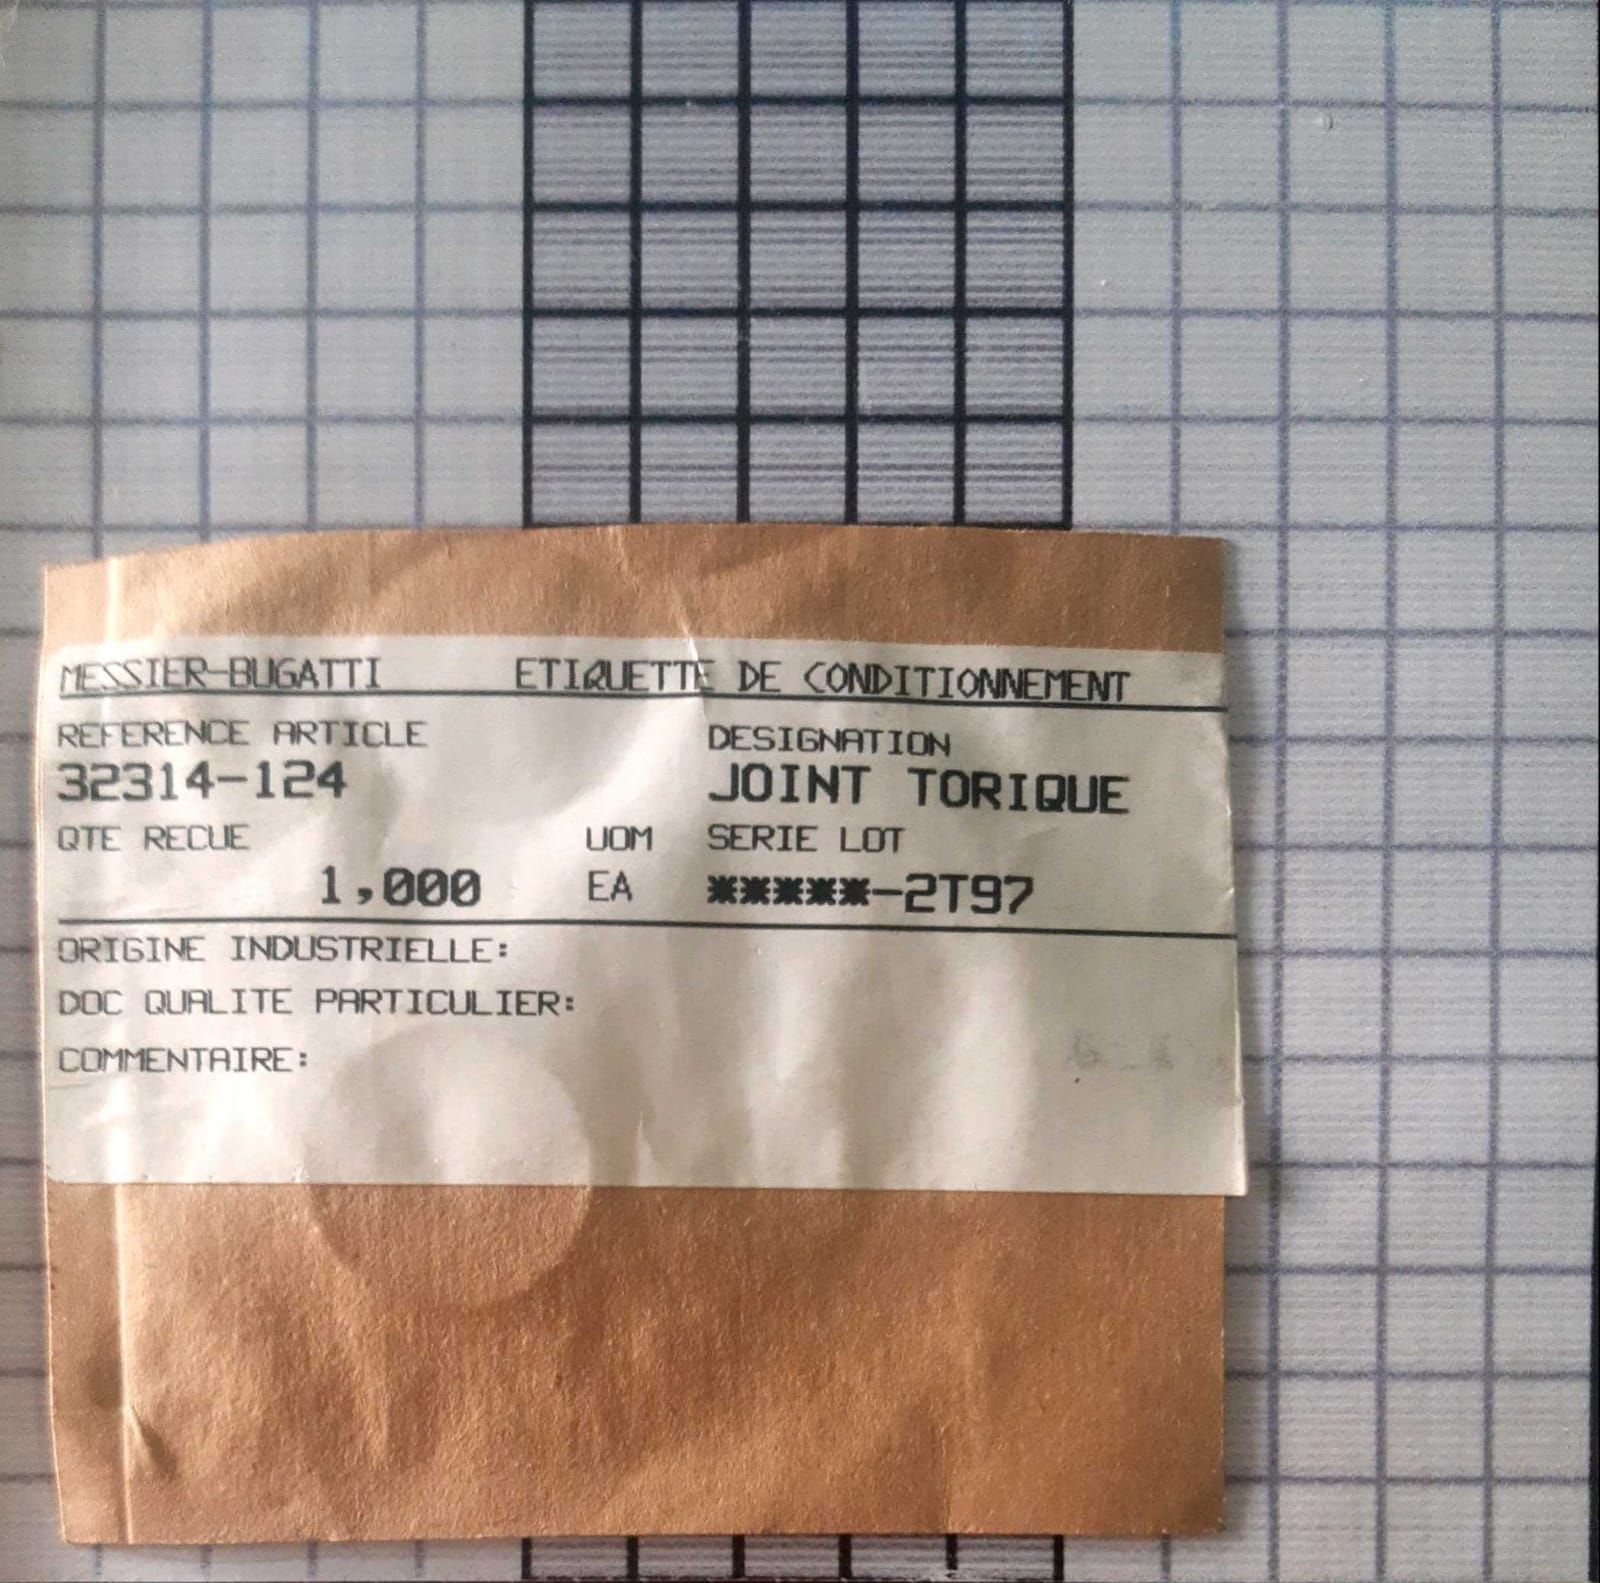 MESSIER-BUGATTI ETIQUETTE DE CONDITIONNEMENT
REFERENCE ARTICLE DESIGNATION
32314-124 JOINT TORIQUE
QTE RECUE UOM SERIE LOT
1,000 EA *****-2T97
ORIGINE INDUSTRIELLE:
DOC QUALITE PARTICULIER:
COMMENTAIRE: